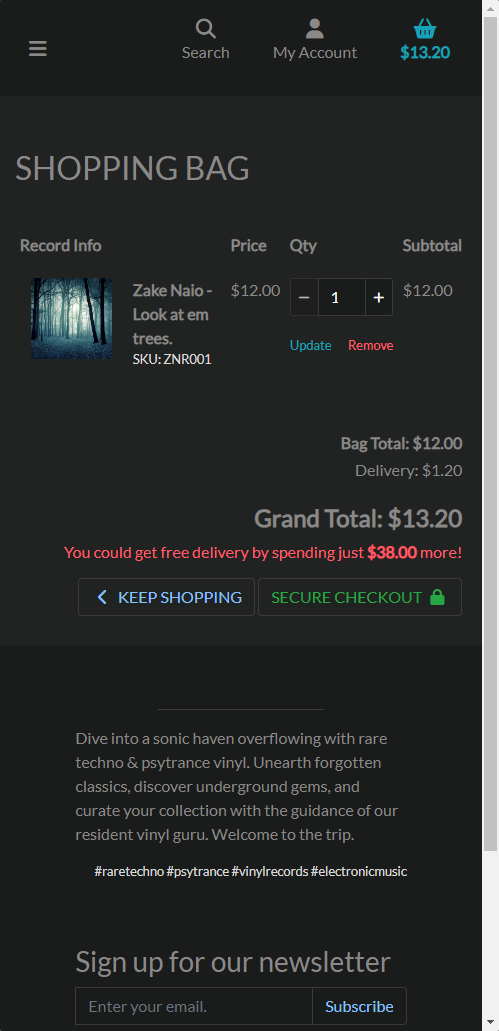 Search My Account $13.20
SHOPPING BAG
Record Info Price Qty Subtotal
Zake Naio - $12.00 1 $12.00
Look at em
trees.
SKU: ZNR001
Update Remove
Bag Total: $12.00
Delivery: $1.20
Grand Total: $13.20
You could get free delivery by spending just $38.00 more!
KEEP SHOPPING SECURE CHECKOUT
Dive into a sonic haven overflowing with rare
techno & psytrance vinyl. Unearth forgotten
classics, discover underground gems, and
curate your collection with the guidance of our
resident vinyl guru. Welcome to the trip.
#raretechno #psytrance #vinylrecords #electronicmusic
Sign up for our newsletter
Enter your email. Subscribe